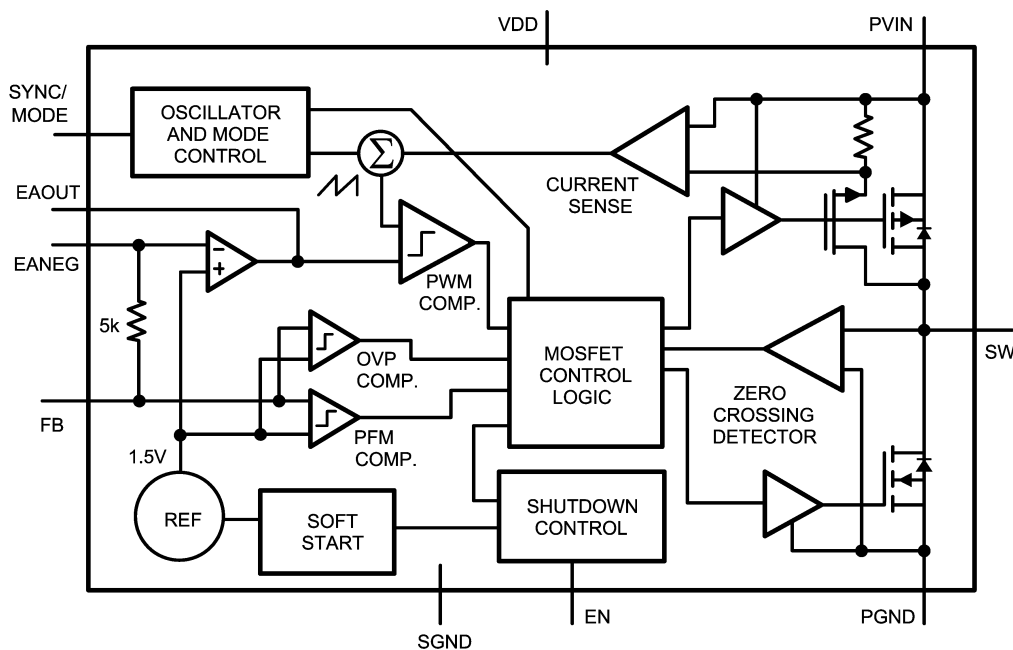 VDD
PVIN
SYNC/
MODE
OSCILLATOR
AND MODE
CONTROL
Σ
CURRENT
SENSE
EAOUT
EANEG
−
+
PWM
COMP.
5k
OVP
COMP.
MOSFET
CONTROL
LOGIC
SW
ZERO
CROSSING
DETECTOR
FB
PFM
COMP.
1.5V
REF
SOFT
START
SHUTDOWN
CONTROL
EN
PGND
SGND